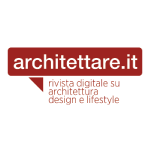 architettare.it
rivista digitale su
architettura
design e lifestyle